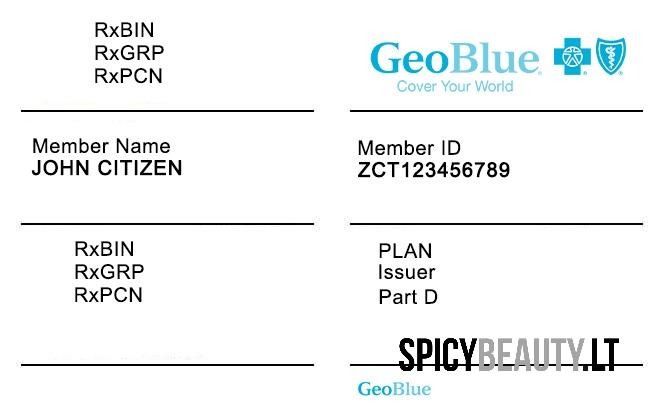 RxBIN
RxGRP
RxPCN
GeoBlue
Cover Your World
Member Name
JOHN CITIZEN
Member ID
ZCT123456789
RxBIN
RxGRP
RxPCN
PLAN
Issuer
Part D
SPICYBEAUTY.LT
GeoBlue